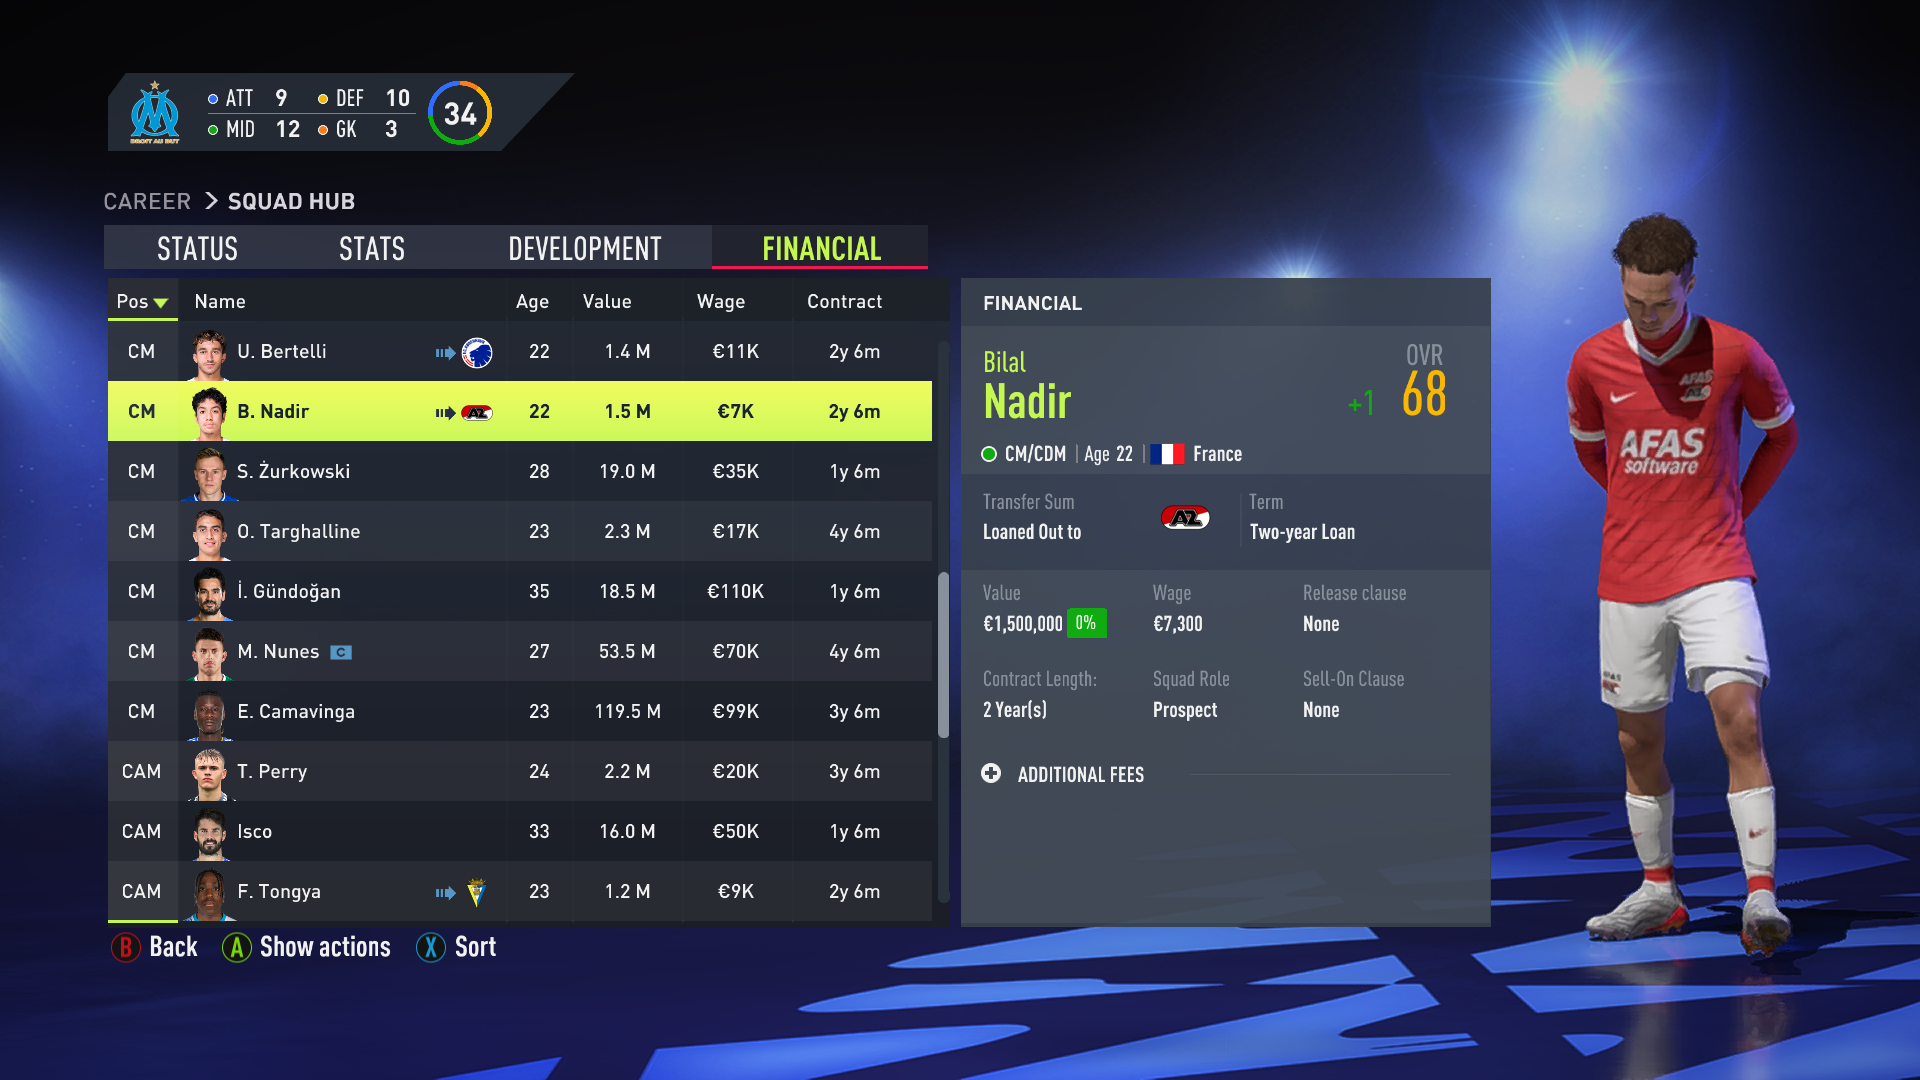 ATT 9 DEF 10
MID 12 GK 3
34
DROIT AU BUT
CAREER > SQUAD HUB
STATUS STATS DEVELOPMENT FINANCIAL
Pos Name Age Value Wage Contract
CM U. Bertelli 22 1.4 M €11K 2y 6m
CM B. Nadir AZ 22 1.5 M €7K 2y 6m
CM S. Żurkowski 28 19.0 M €35K 1y 6m
CM O. Targhalline 23 2.3 M €17K 4y 6m
CM İ. Gündoğan 35 18.5 M €110K 1y 6m
CM M. Nunes C 27 53.5 M €70K 4y 6m
CM E. Camavinga 23 119.5 M €99K 3y 6m
CAM T. Perry 24 2.2 M €20K 3y 6m
CAM Isco 33 16.0 M €50K 1y 6m
CAM F. Tongya 23 1.2 M €9K 2y 6m
B Back A Show actions X Sort
FINANCIAL
Bilal
Nadir
OVR
+1 68
CM/CDM | Age 22 | France
Transfer Sum
Loaned Out to
AZ
Term
Two-year Loan
Value Wage Release clause
€1,500,000 0% €7,300 None
Contract Length: Squad Role Sell-On Clause
2 Year(s) Prospect None
ADDITIONAL FEES
AFAS
AZ
AFAS
software
AFAS